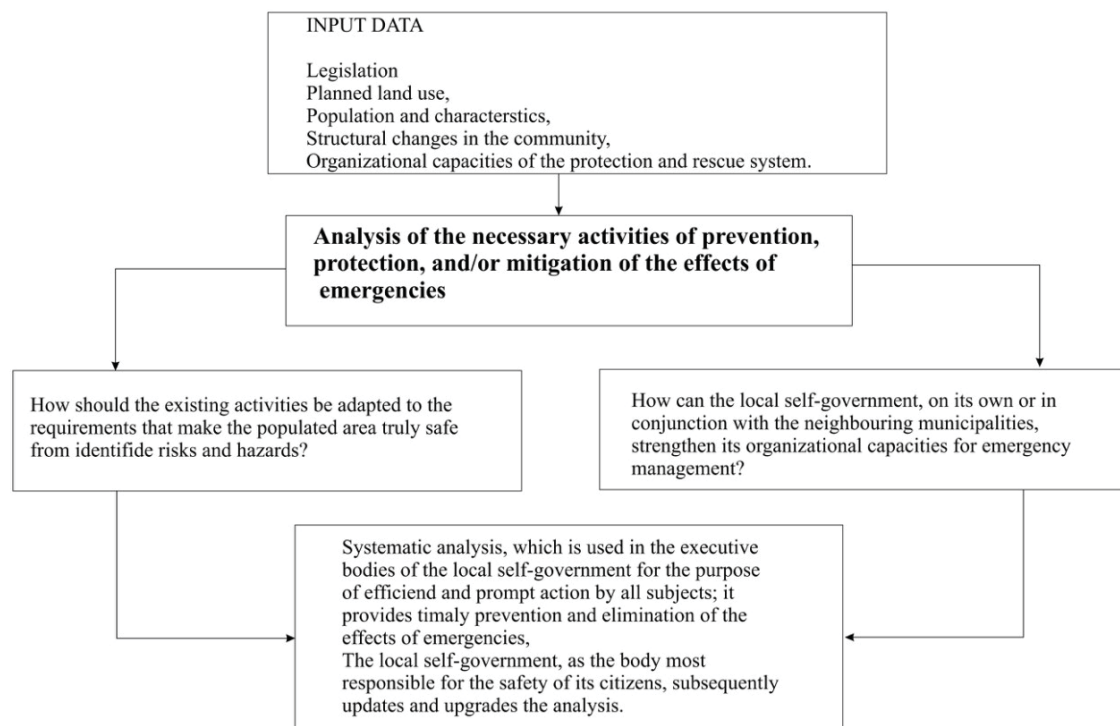 INPUT DATA
Legislation
Planned land use,
Population and characterstics,
Structural changes in the community,
Organizational capacities of the protection and rescue system.
Analysis of the necessary activities of prevention,
protection, and/or mitigation of the effects of
emergencies
How should the existing activities be adapted to the
requirements that make the populated area truly safe
from identifide risks and hazards?
How can the local self-government, on its own or in
conjunction with the neighbouring municipalities,
strengthen its organizational capacities for emergency
management?
Systematic analysis, which is used in the executive
bodies of the local self-government for the purpose
of efficiend and prompt action by all subjects; it
provides timaly prevention and elimination of the
effects of emergencies,
The local self-government, as the body most
responsible for the safety of its citizens, subsequently
updates and upgrades the analysis.